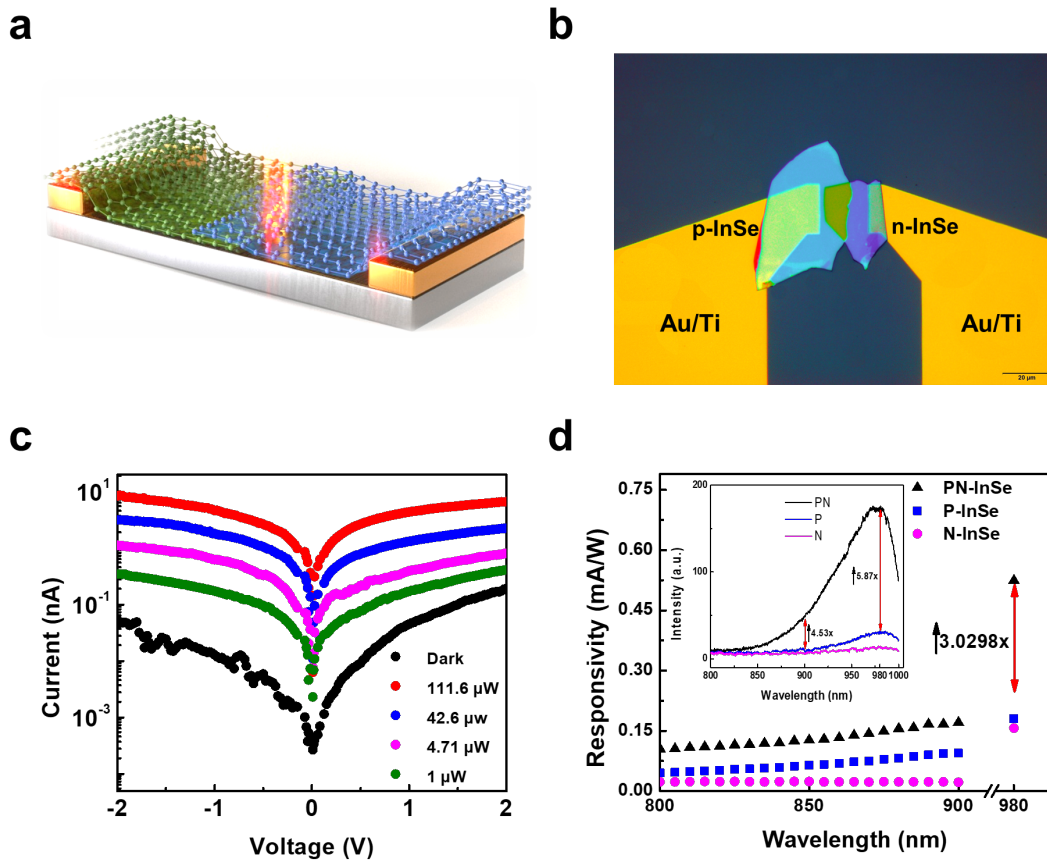 a
b
p-InSe
n-InSe
Au/Ti
Au/Ti
20 µm
c
Current (nA)
10¹
10⁻¹
10⁻³
Dark
111.6 µW
42.6 µw
4.71 µW
1 µW
-2
-1
0
1
2
Voltage (V)
d
Responsivity (mA/W)
0.75
0.60
0.45
0.30
0.15
0.00
PN-InSe
P-InSe
N-InSe
3.0298x
Intensity (a.u.)
200
100
0
PN
P
N
5.87x
4.53x
800
850
900
950
980
1000
Wavelength (nm)
800
850
900
980
Wavelength (nm)